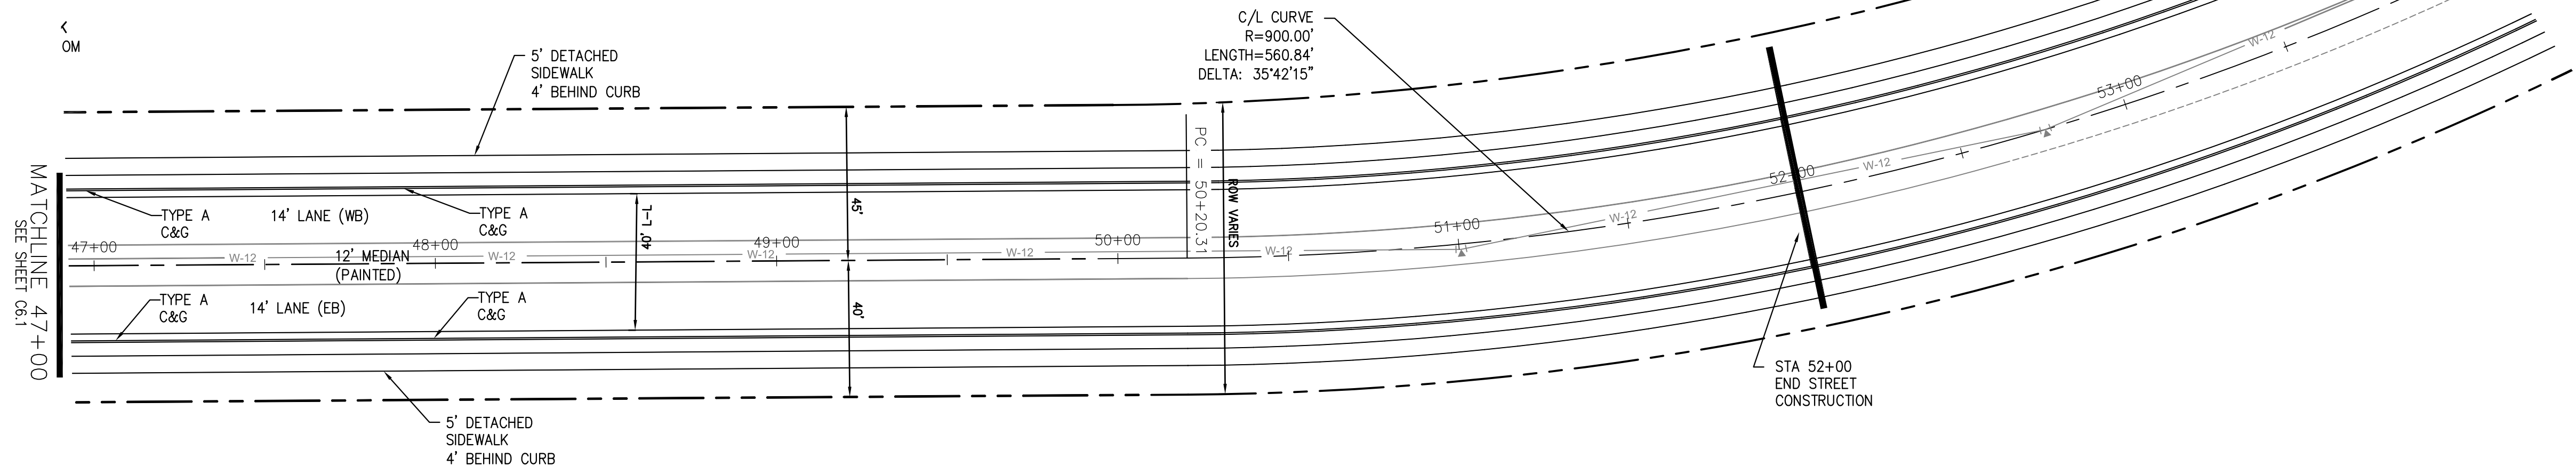 OM
5' DETACHED
SIDEWALK
4' BEHIND CURB
C/L CURVE
R=900.00'
LENGTH=560.84'
DELTA: 35°42'15"
MATCHLINE 47+00
SEE SHEET C6.1
TYPE A
C&G
14' LANE (WB)
TYPE A
C&G
40' L-L
45'
PC = 50+20.31
ROW VARIES
47+00
48+00
49+00
50+00
51+00
52+00
53+00
W-12
W-12
W-12
W-12
W-12
W-12
W-12
W-12
12' MEDIAN
(PAINTED)
TYPE A
C&G
14' LANE (EB)
TYPE A
C&G
40'
5' DETACHED
SIDEWALK
4' BEHIND CURB
STA 52+00
END STREET
CONSTRUCTION